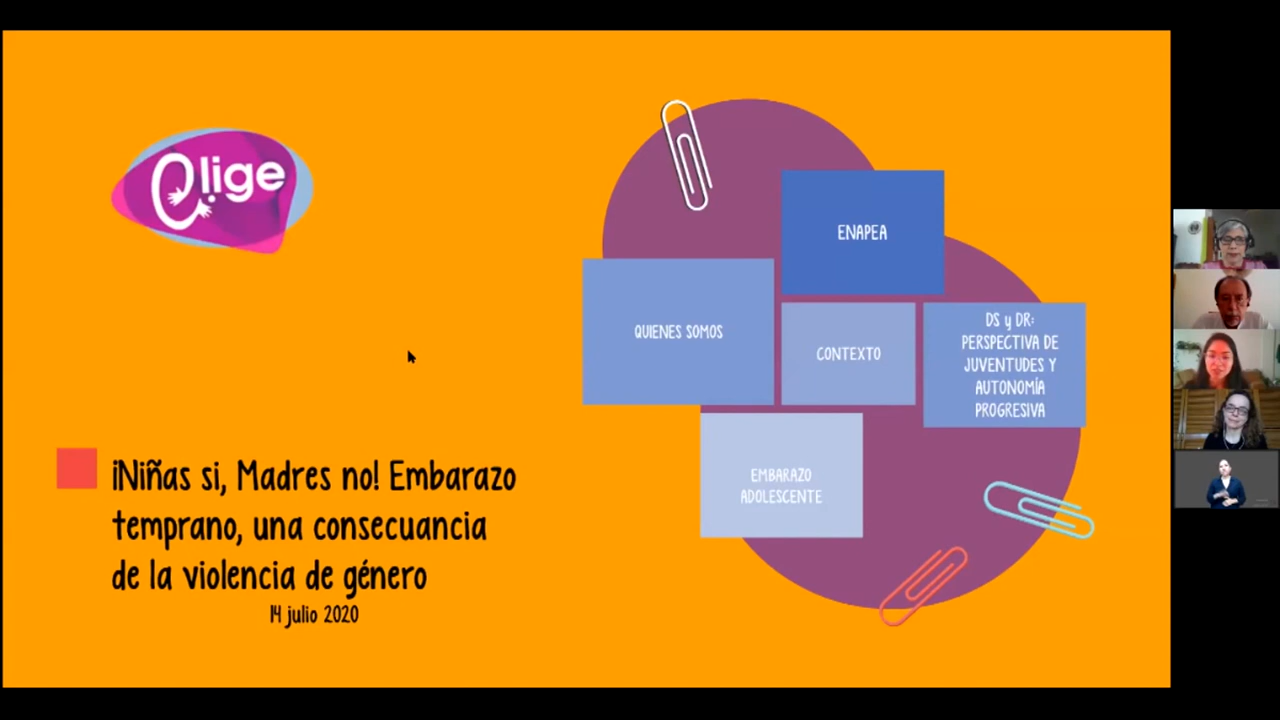 elige
¡Niñas si, Madres no! Embarazo
temprano, una consecuancia
de la violencia de género
14 julio 2020
ENAPEA
QUIENES SOMOS
CONTEXTO
DS y DR:
PERSPECTIVA DE
JUVENTUDES Y
AUTONOMÍA
PROGRESIVA
EMBARAZO
ADOLESCENTE